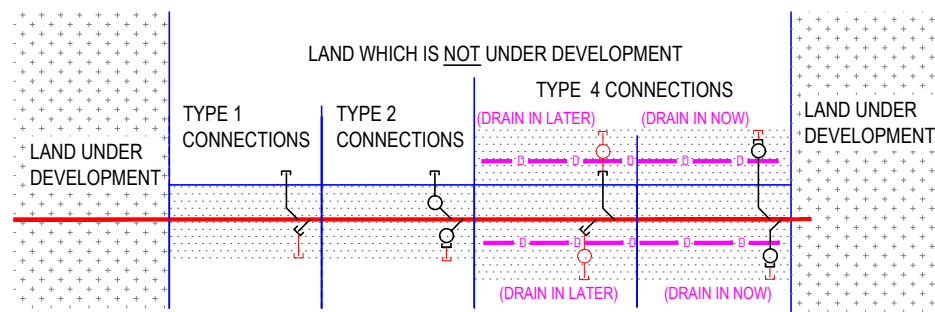 LAND WHICH IS NOT UNDER DEVELOPMENT
TYPE 4 CONNECTIONS
TYPE 1
CONNECTIONS
TYPE 2
CONNECTIONS
(DRAIN IN LATER)
(DRAIN IN NOW)
LAND UNDER
DEVELOPMENT
LAND UNDER
DEVELOPMENT
D D D D
D D D D
(DRAIN IN LATER)
(DRAIN IN NOW)